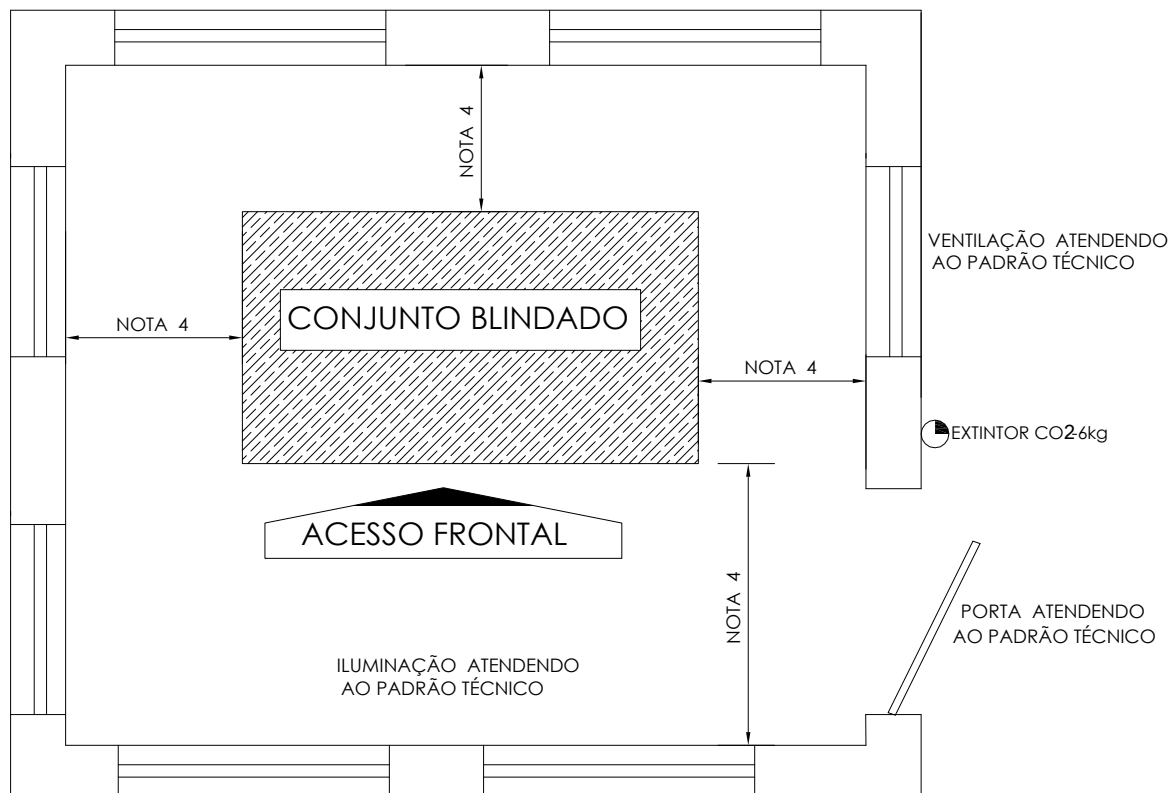 NOTA 4
VENTILAÇÃO ATENDENDO
AO PADRÃO TÉCNICO
CONJUNTO BLINDADO
NOTA 4
NOTA 4
EXTINTOR CO2-6kg
ACESSO FRONTAL
NOTA 4
PORTA ATENDENDO
AO PADRÃO TÉCNICO
ILUMINAÇÃO ATENDENDO
AO PADRÃO TÉCNICO